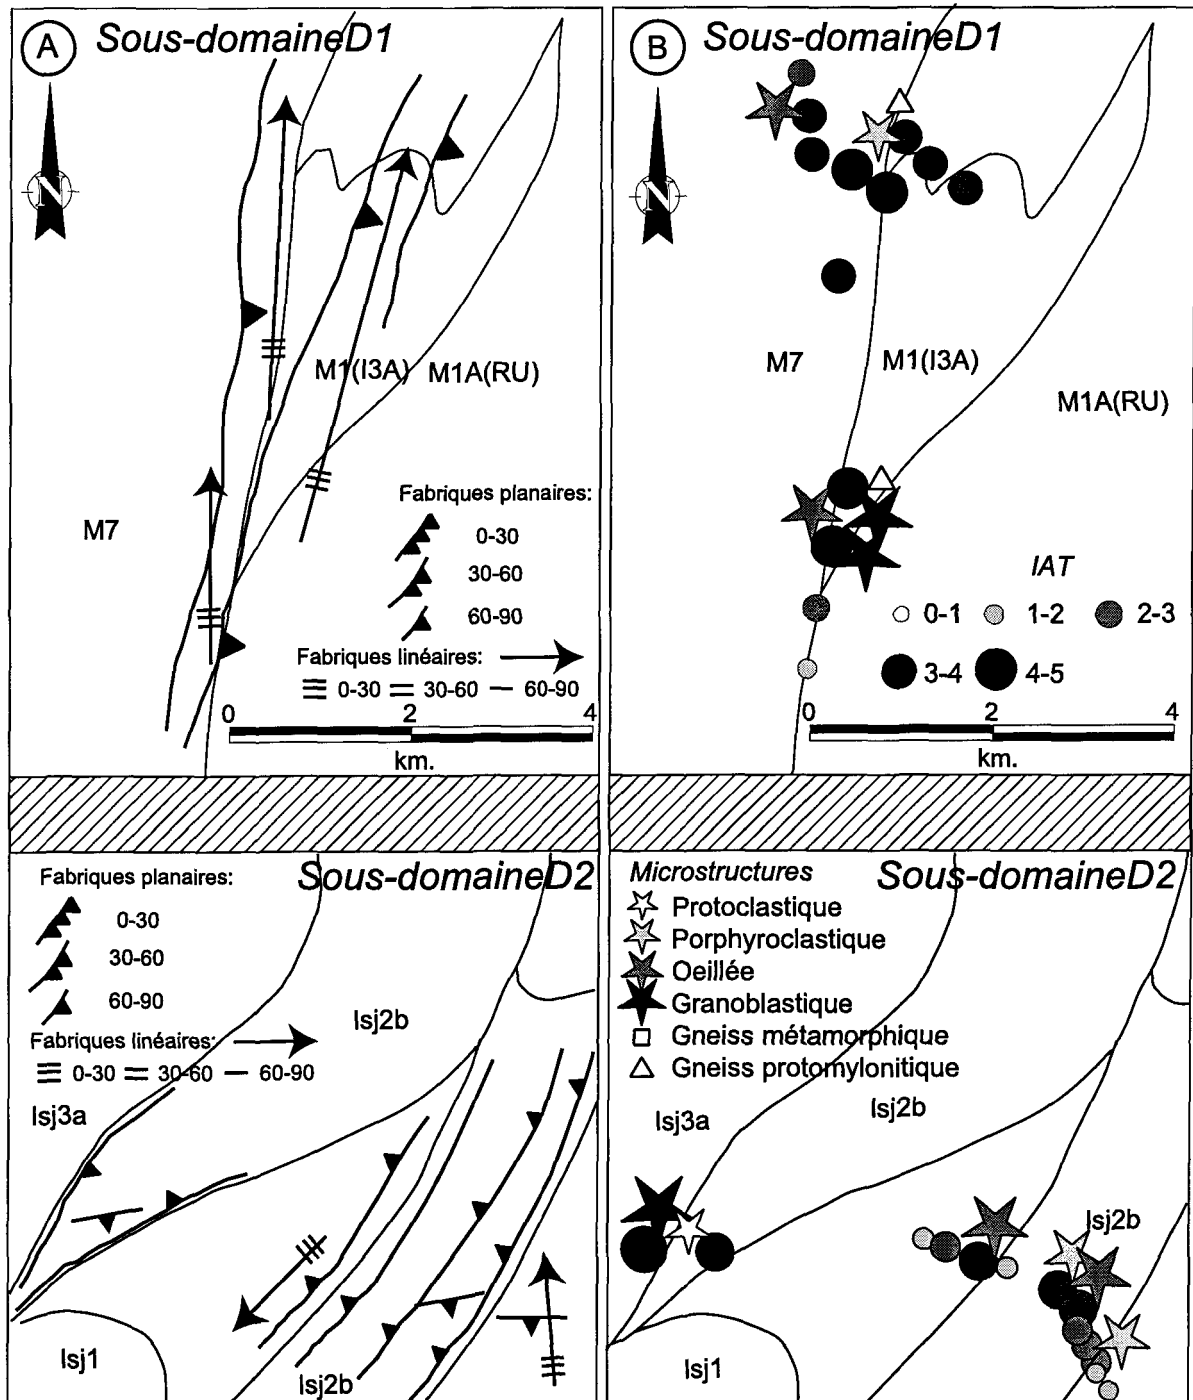 A Sous-domaineD1
N
M1(I3A) M1A(RU)
M7
Fabriques planaires:
0-30
30-60
60-90
Fabriques linéaires:
0-30 30-60 60-90
0 2 4
km.
B Sous-domaineD1
N
M7 M1(I3A)
M1A(RU)
IAT
0-1 1-2 2-3
3-4 4-5
0 2 4
km.
Fabriques planaires: Sous-domaineD2
0-30
30-60
60-90
Isj2b
Fabriques linéaires:
0-30 30-60 60-90
Isj3a
Isj1
Isj2b
Microstructures Sous-domaineD2
Protoclastique
Porphyroclastique
Oeillée
Granoblastique
Gneiss métamorphique
Gneiss protomylonitique
Isj3a Isj2b
Isj2b
Isj1